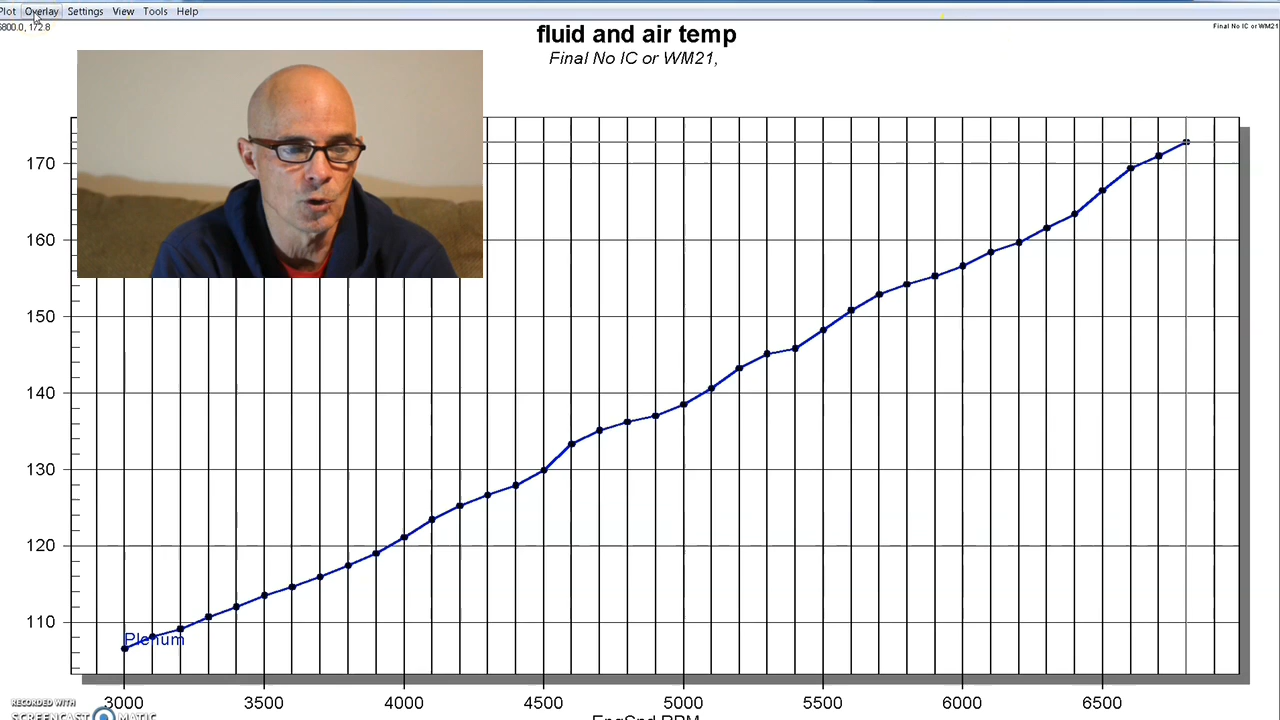 Plot Overlay Settings View Tools Help
6800.0, 172.8
Final No IC or WM21
fluid and air temp
Final No IC or WM21,
170
160
150
140
130
120
110
Plenum
3000 3500 4000 4500 5000 5500 6000 6500
EngSpd RPM
RECORDED WITH
SCREENCAST MATIC